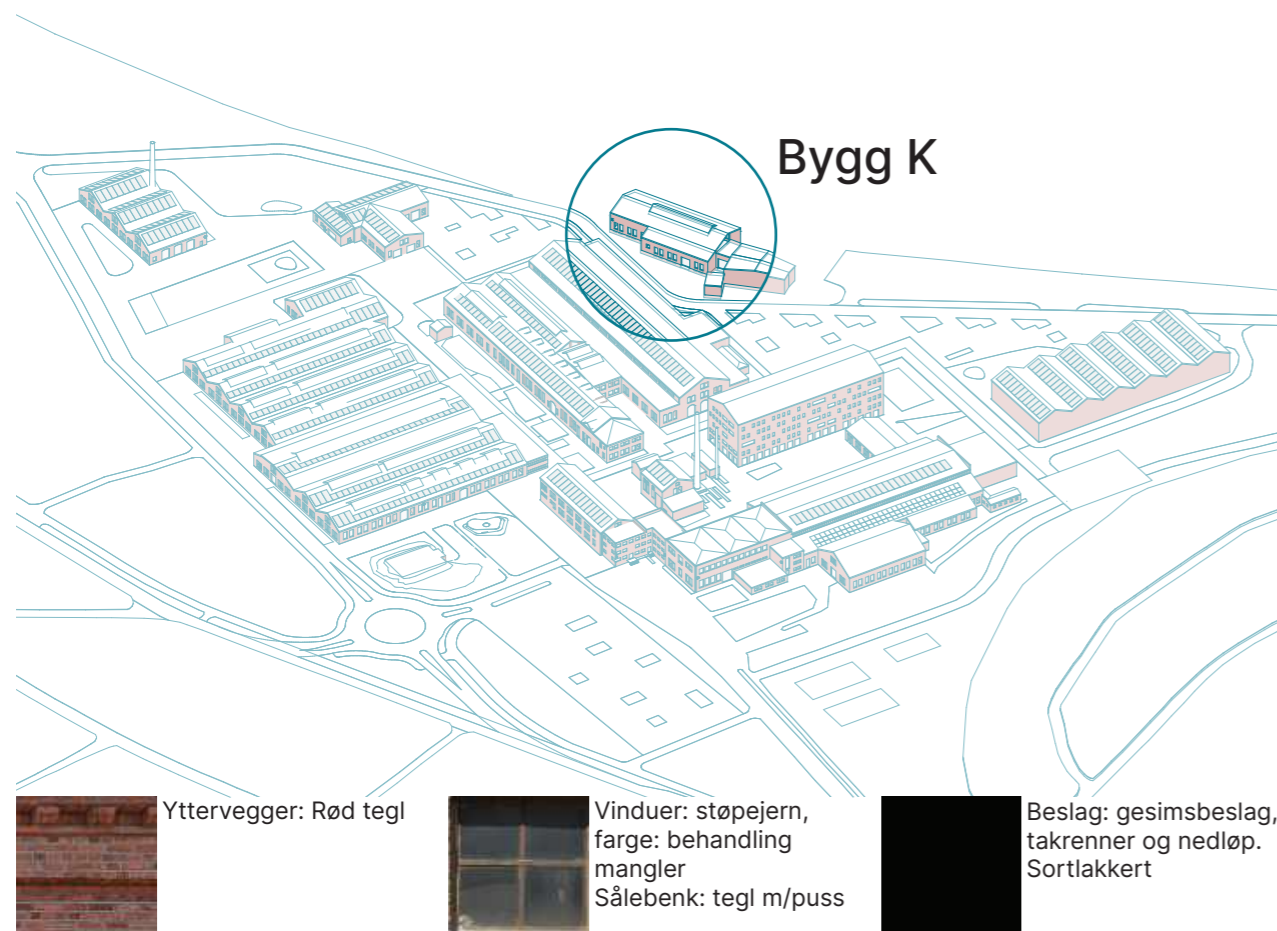 Bygg K
Yttervegger: Rød tegl
Vinduer: støpejern,
farge: behandling
mangler
Sålebenk: tegl m/puss
Beslag: gesimsbeslag,
takrenner og nedløp.
Sortlakkert